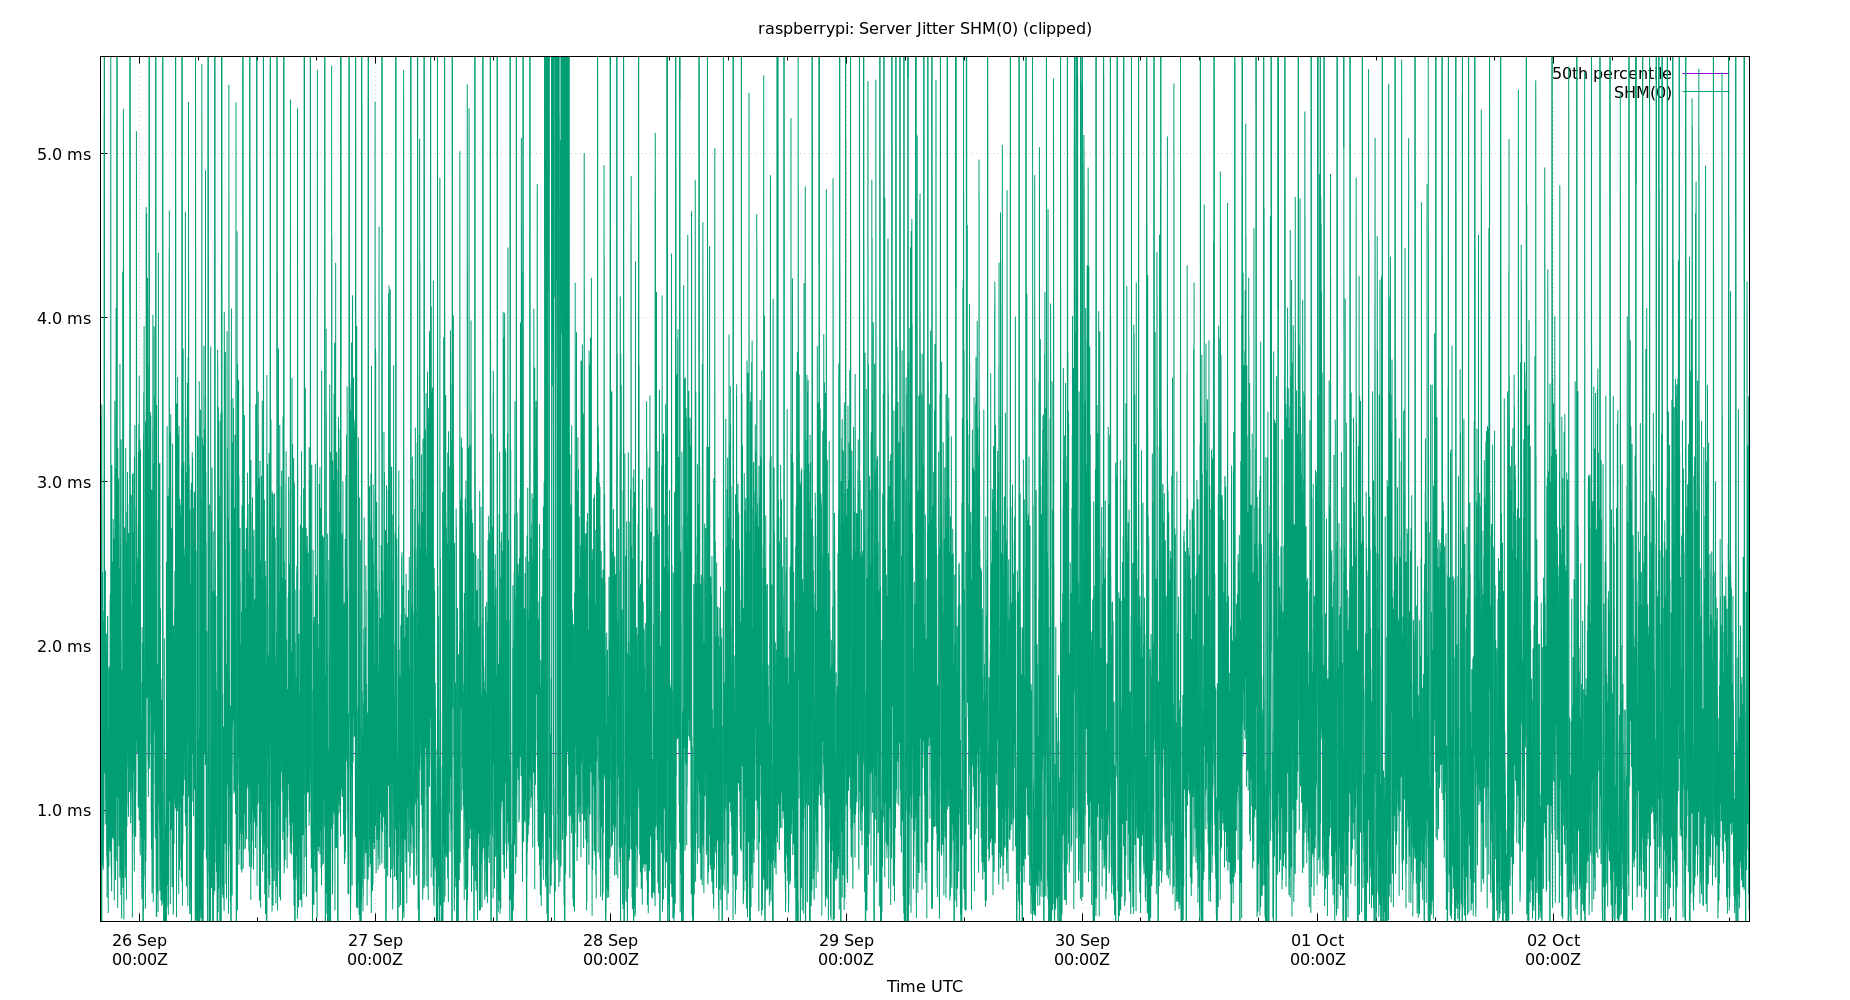 raspberrypi: Server Jitter SHM(0) (clipped)
50th percentile
SHM(0)
5.0 ms
4.0 ms
3.0 ms
2.0 ms
1.0 ms
26 Sep 27 Sep 28 Sep 29 Sep 30 Sep 01 Oct 02 Oct
00:00Z 00:00Z 00:00Z 00:00Z 00:00Z 00:00Z 00:00Z
Time UTC